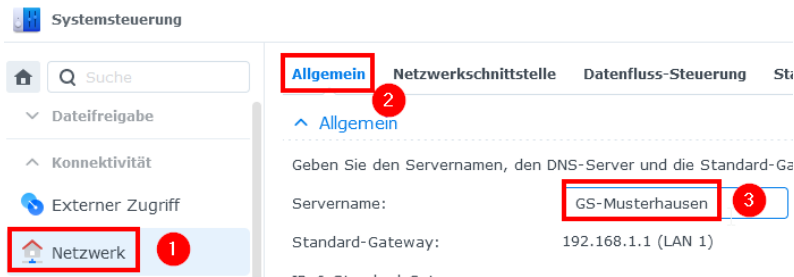 Systemsteuerung
Suche
Dateifreigabe
Konnektivität
Externer Zugriff
Netzwerk
1
Allgemein Netzwerkschnittstelle Datenfluss-Steuerung Sta
2
Allgemein
Geben Sie den Servernamen, den DNS-Server und die Standard-Ga
Servername: GS-Musterhausen
3
Standard-Gateway: 192.168.1.1 (LAN 1)